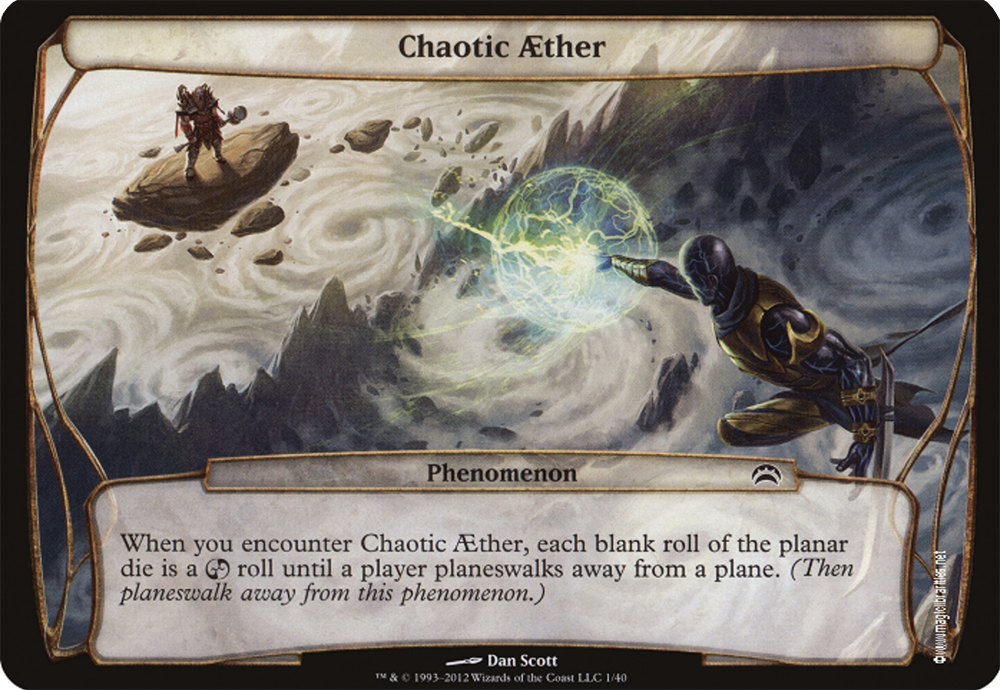 Chaotic Æther
Phenomenon
When you encounter Chaotic Æther, each blank roll of the planar
die is a roll until a player planeswalks away from a plane. (Then
planeswalk away from this phenomenon.)
Dan Scott
™ & © 1993–2012 Wizards of the Coast LLC 1/40
www.magiclibrarities.net